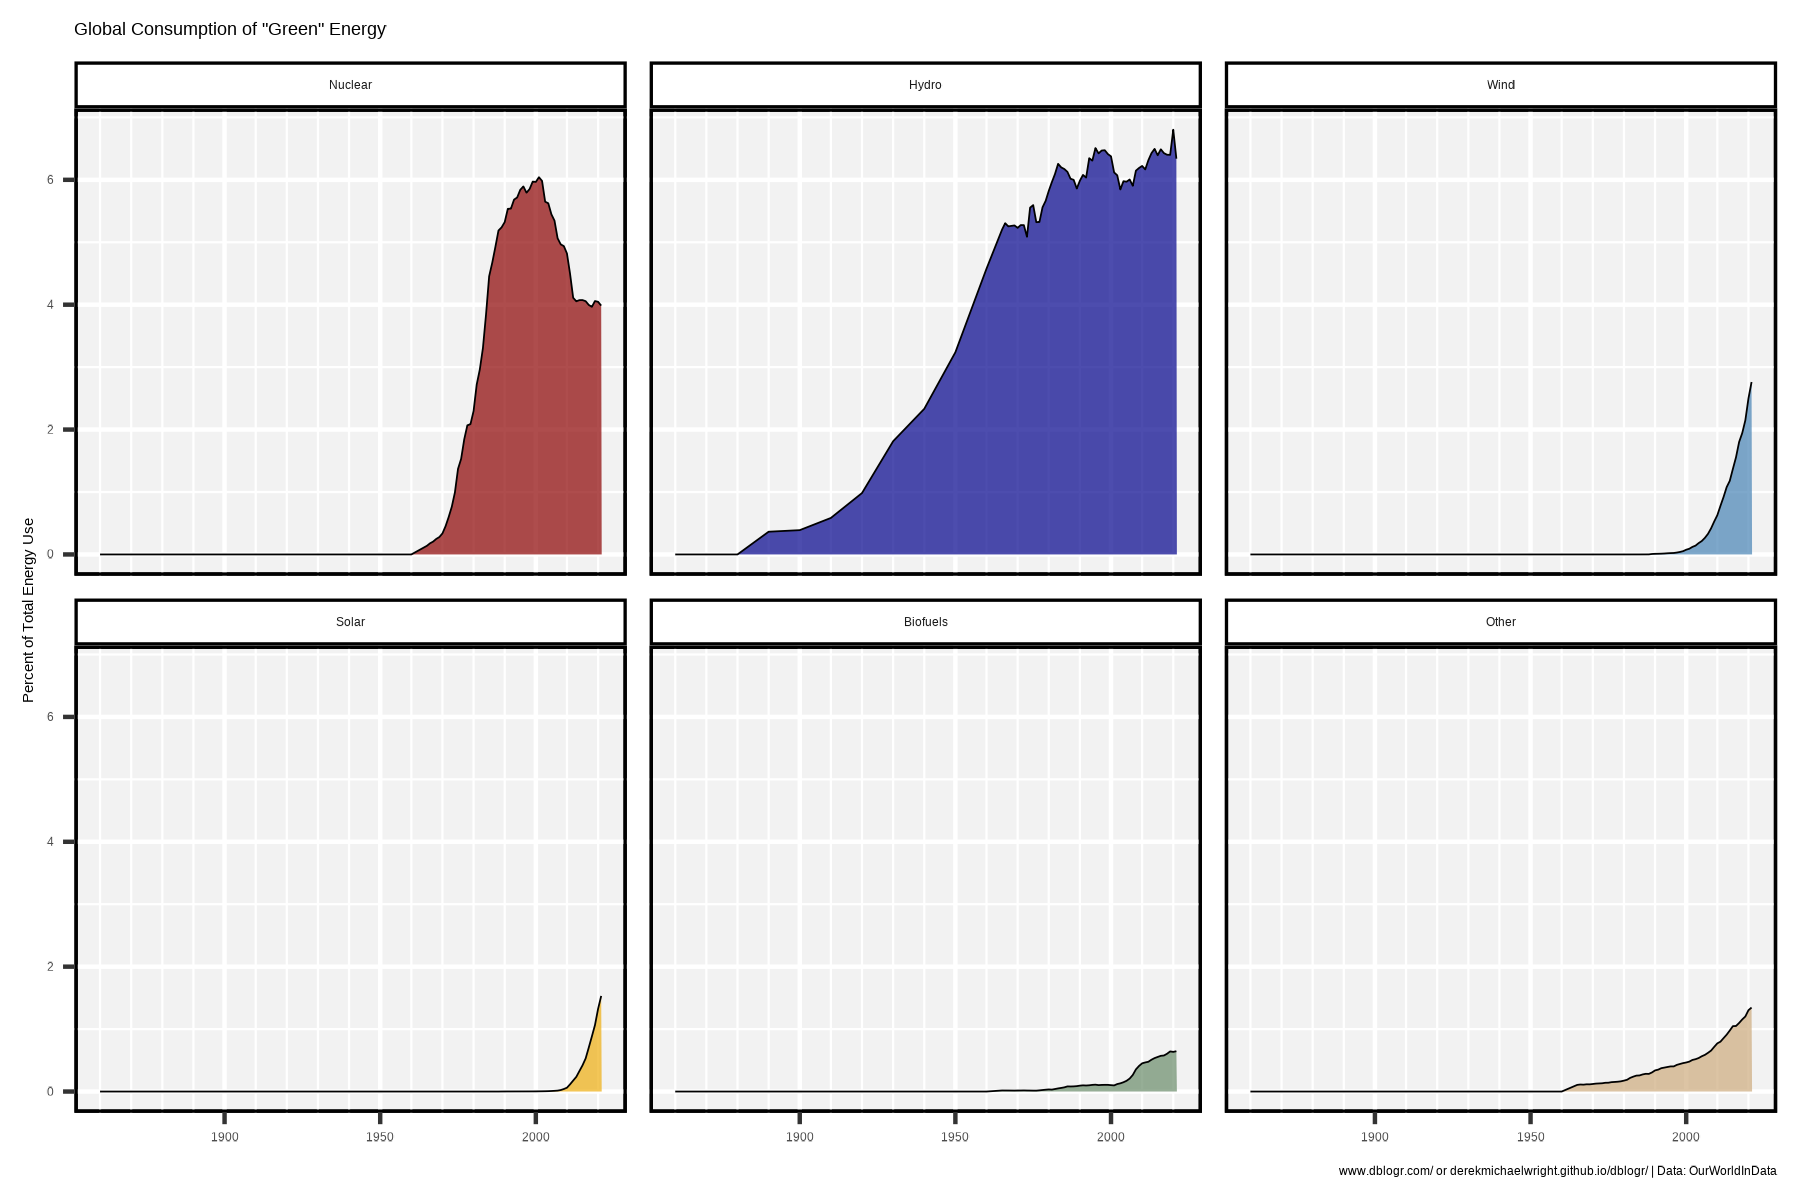 Global Consumption of "Green" Energy
Nuclear
Hydro
Wind
6
4
2
0
Percent of Total Energy Use
Solar
Biofuels
Other
6
4
2
0
1900
1950
2000
1900
1950
2000
1900
1950
2000
www.dblogr.com/ or derekmichaelwright.github.io/dblogr/ | Data: OurWorldInData